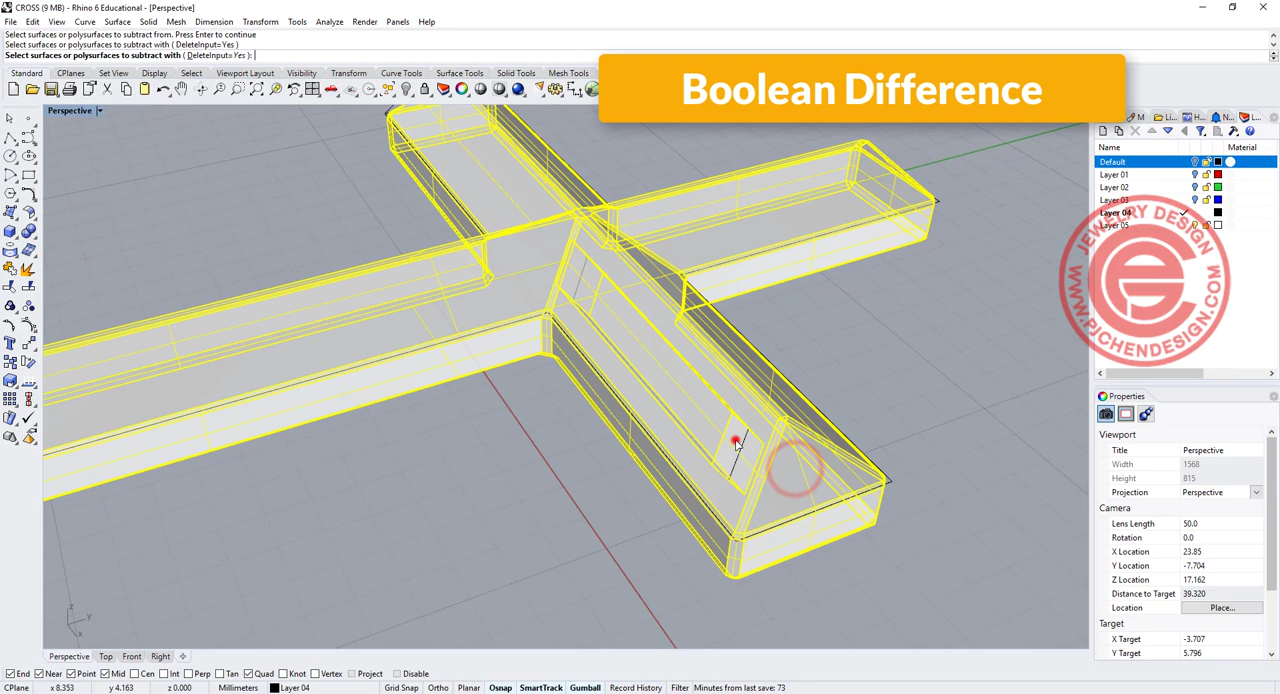 CROSS (9 MB) - Rhino 6 Educational - [Perspective]
File Edit View Curve Surface Solid Mesh Dimension Transform Tools Analyze Render Panels Help
Select surfaces or polysurfaces to subtract from. Press Enter to continue
Select surfaces or polysurfaces to subtract with ( DeleteInput=Yes )
Select surfaces or polysurfaces to subtract with ( DeleteInput=Yes ):
Standard CPlanes Set View Display Select Viewport Layout Visibility Transform Curve Tools Surface Tools Solid Tools Mesh Tools
Boolean Difference
Perspective
M Li... H... N... L...
Name Material
Default
Layer 01
Layer 02
Layer 03
Layer 04
Layer 05
JEWELRY DESIGN
WWW.PJCHENDESIGN.COM
Properties
Viewport
Title Perspective
Width 1568
Height 815
Projection Perspective
Camera
Lens Length 50.0
Rotation 0.0
X Location 23.85
Y Location -7.704
Z Location 17.162
Distance to Target 39.320
Location Place...
Target
X Target -3.707
Y Target 5.796
z
y
x
Perspective Top Front Right
End Near Point Mid Cen Int Perp Tan Quad Knot Vertex Project Disable
CPlane x 8.353 y 4.163 z 0.000 Millimeters Layer 04 Grid Snap Ortho Planar Osnap SmartTrack Gumball Record History Filter Minutes from last save: 73